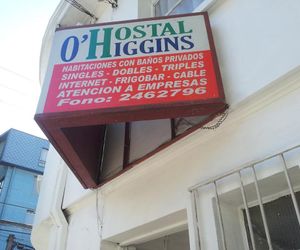 HOSTAL
O'HIGGINS
HABITACIONES CON BAÑOS PRIVADOS
SINGLES - DOBLES - TRIPLES
INTERNET - FRIGOBAR - CABLE
ATENCION A EMPRESAS
Fono: 2462796